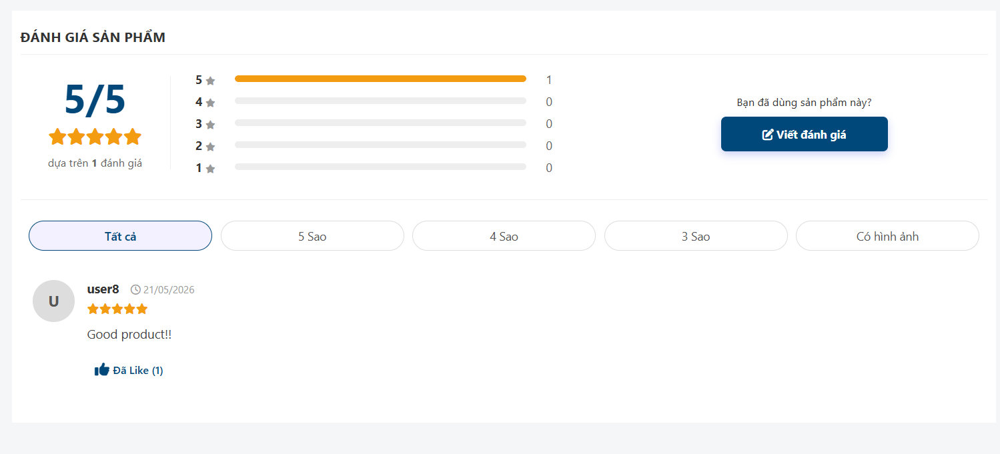 ĐÁNH GIÁ SẢN PHẨM
5/5
dựa trên 1 đánh giá
5 1
4 0
3 0
2 0
1 0
Bạn đã dùng sản phẩm này?
Viết đánh giá
Tất cả
5 Sao
4 Sao
3 Sao
Có hình ảnh
U
user8 21/05/2026
Good product!!
Đã Like (1)